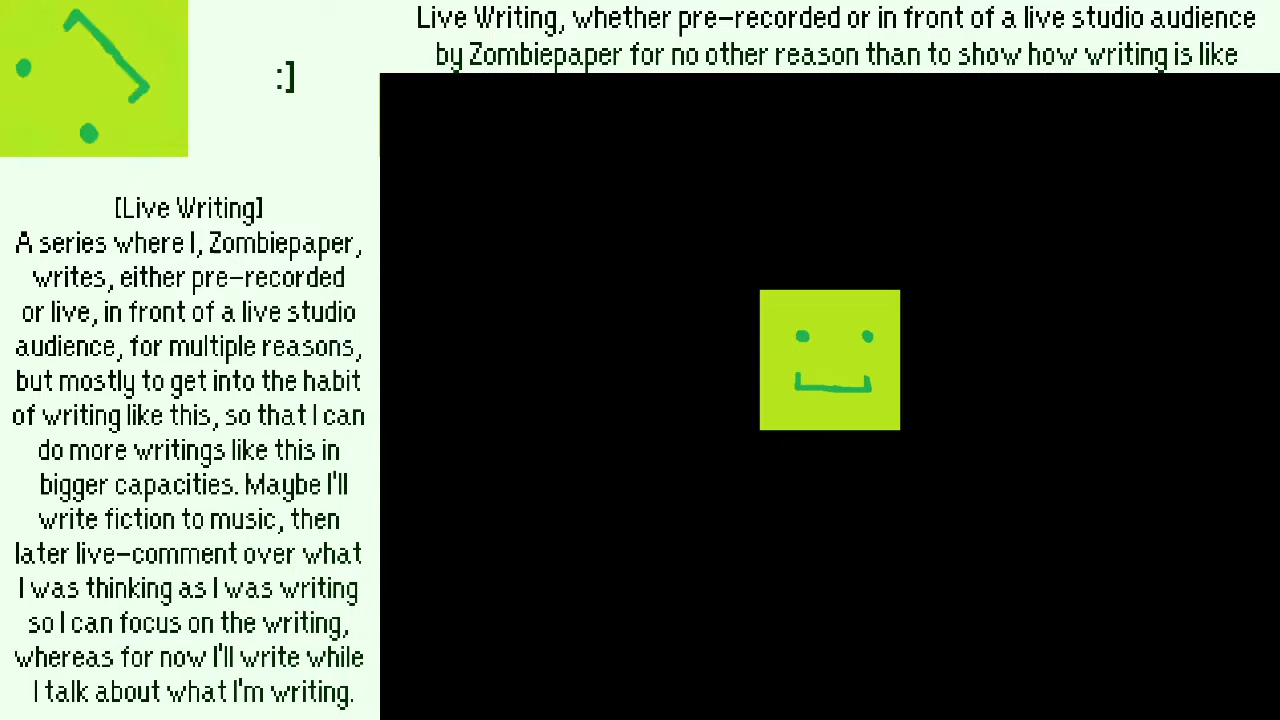 Live Writing, whether pre-recorded or in front of a live studio audience
by Zombiepaper for no other reason than to show how writing is like
:]
[Live Writing]
A series where I, Zombiepaper,
writes, either pre-recorded
or live, in front of a live studio
audience, for multiple reasons,
but mostly to get into the habit
of writing like this, so that I can
do more writings like this in
bigger capacities. Maybe I'll
write fiction to music, then
later live-comment over what
I was thinking as I was writing
so I can focus on the writing,
whereas for now I'll write while
I talk about what I'm writing.